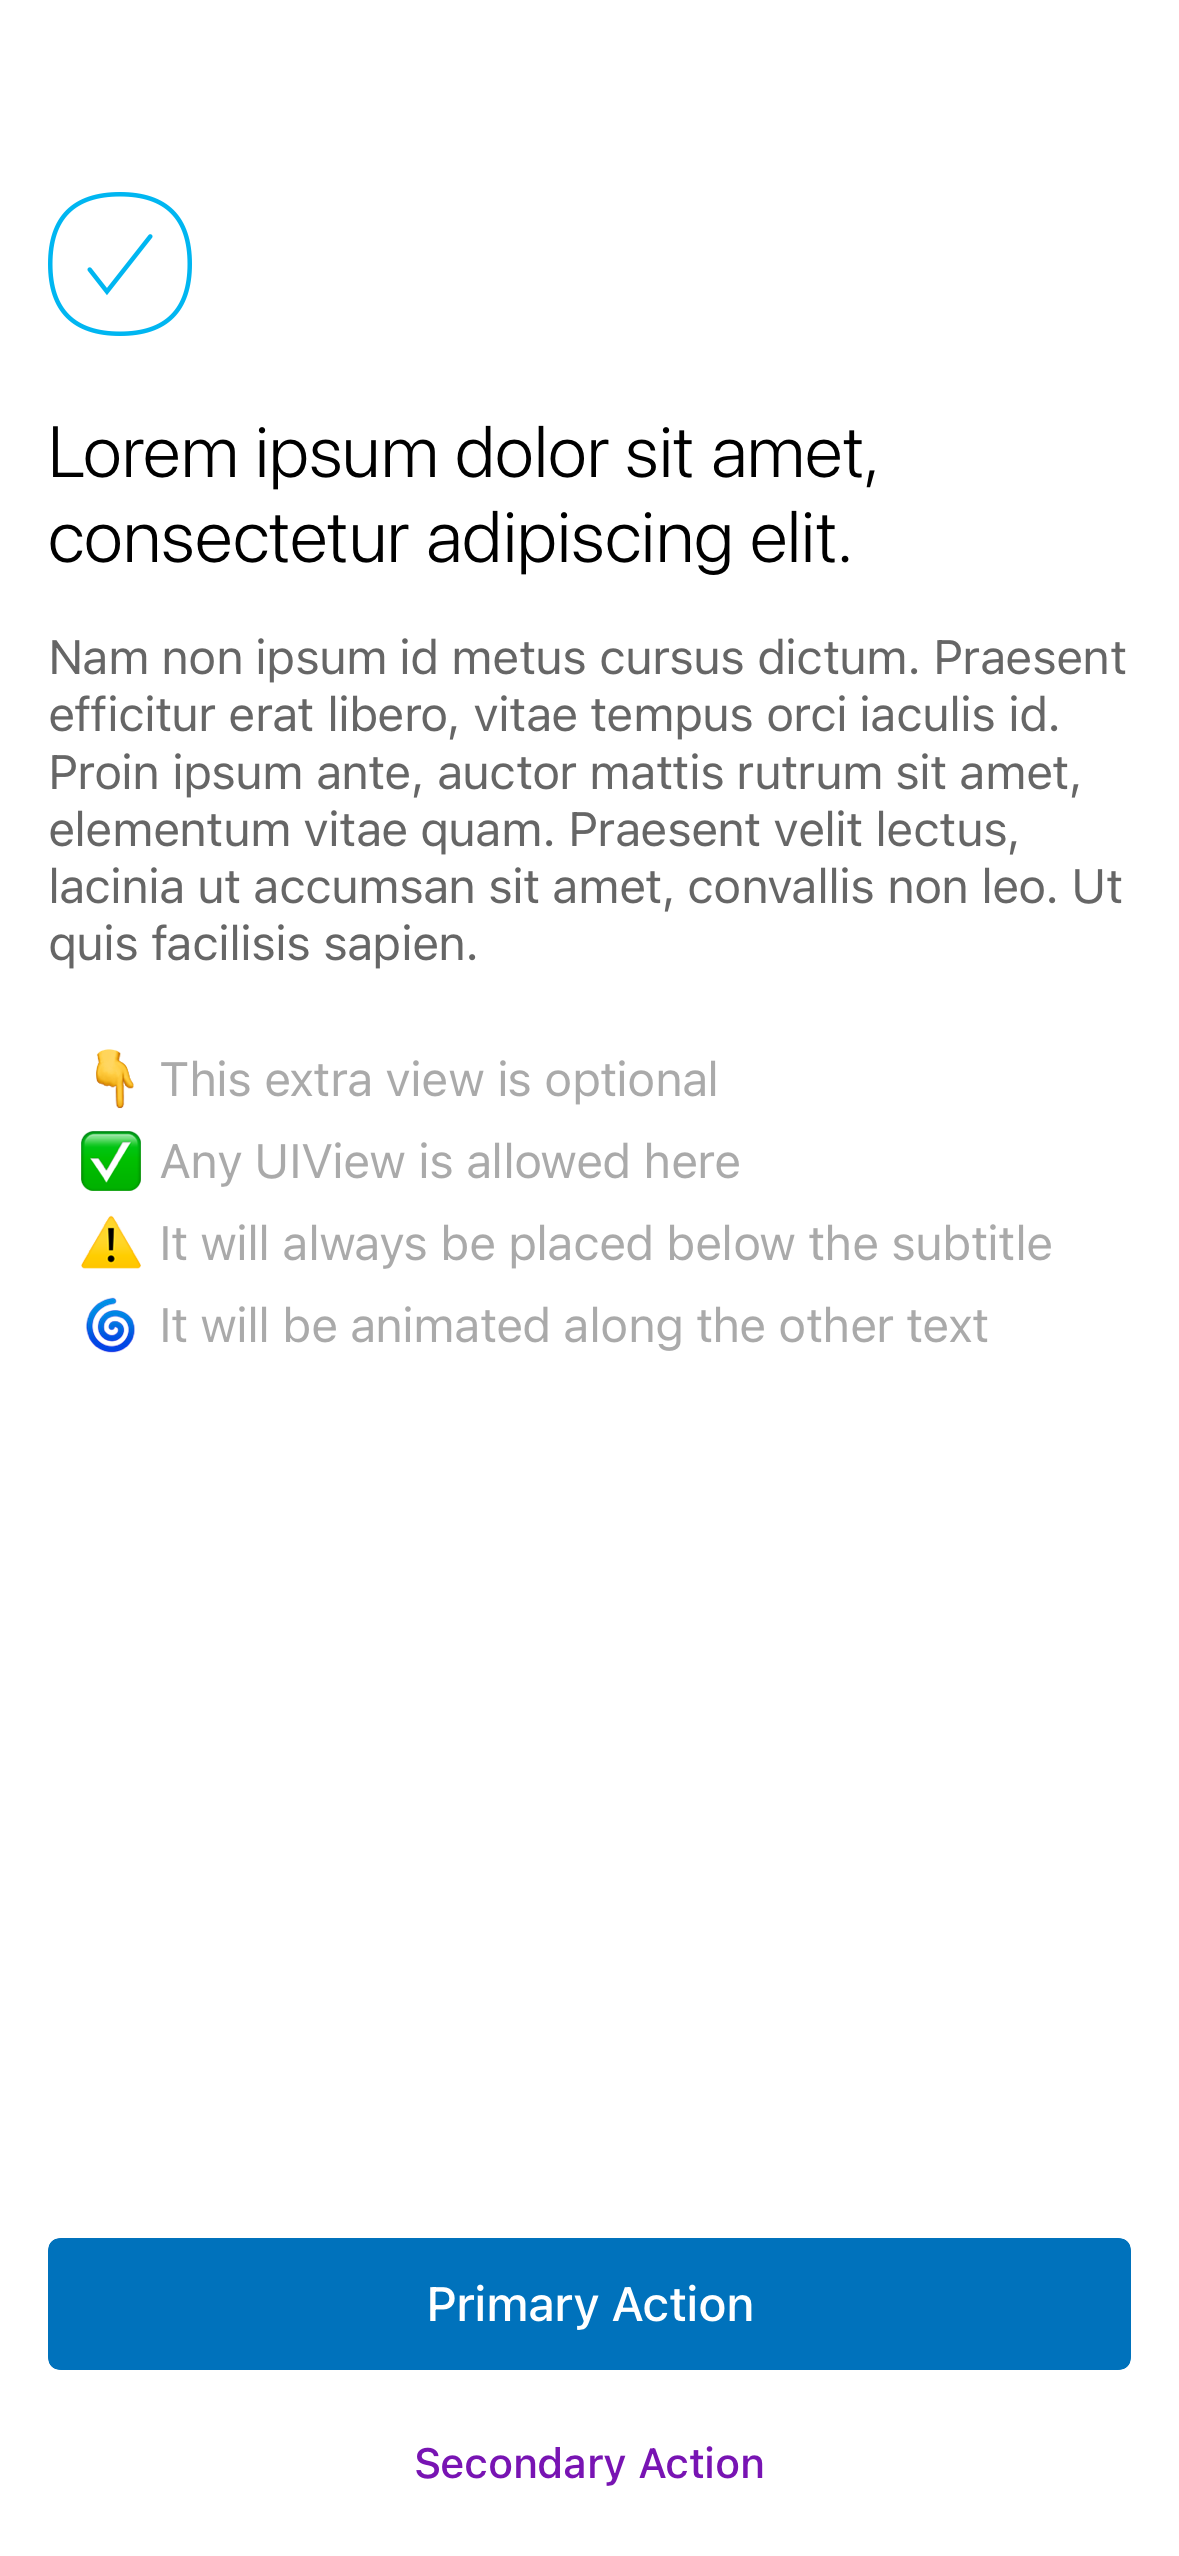 Lorem ipsum dolor sit amet,
consectetur adipiscing elit.
Nam non ipsum id metus cursus dictum. Praesent
efficitur erat libero, vitae tempus orci iaculis id.
Proin ipsum ante, auctor mattis rutrum sit amet,
elementum vitae quam. Praesent velit lectus,
lacinia ut accumsan sit amet, convallis non leo. Ut
quis facilisis sapien.
👇 This extra view is optional
✅ Any UIView is allowed here
⚠️ It will always be placed below the subtitle
🌀 It will be animated along the other text
Primary Action
Secondary Action